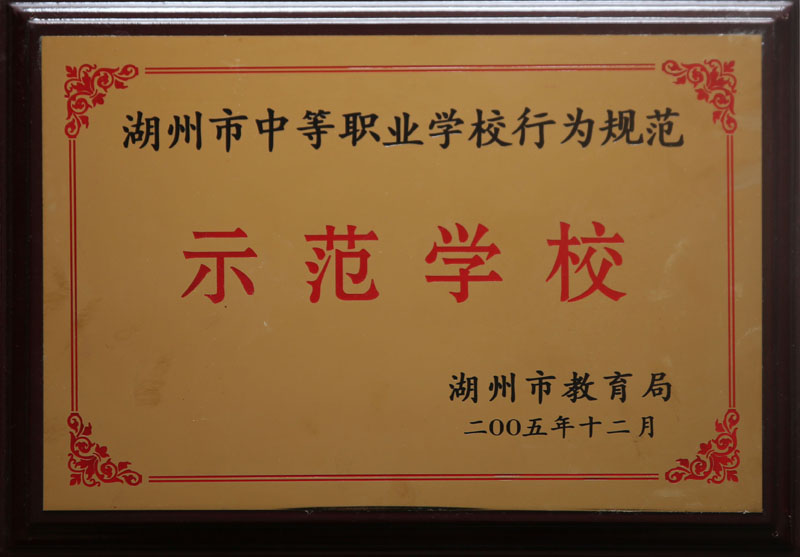 湖州市中等职业学校行为规范
示范学校
湖州市教育局
二00五年十二月